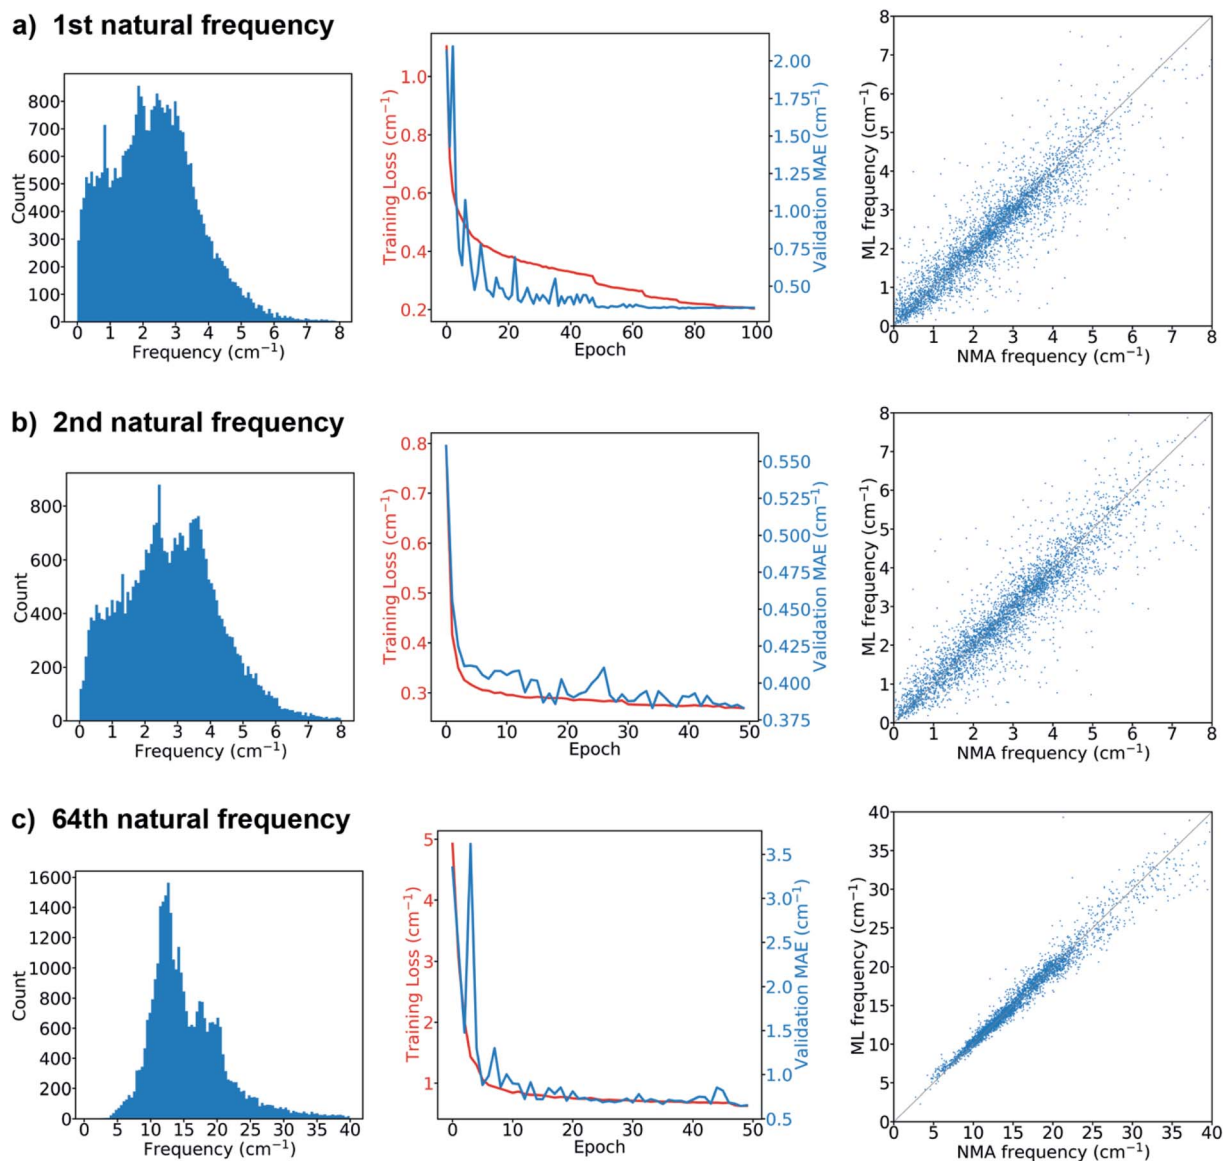 a) 1st natural frequency
800
700
600
500
400
300
200
100
0
Count
0 1 2 3 4 5 6 7 8
Frequency (cm⁻¹)
1.0
0.8
0.6
0.4
0.2
Training Loss (cm⁻¹)
2.00
1.75
1.50
1.25
1.00
0.75
0.50
Validation MAE (cm⁻¹)
0 20 40 60 80 100
Epoch
8
7
6
5
4
3
2
1
0
ML frequency (cm⁻¹)
0 1 2 3 4 5 6 7 8
NMA frequency (cm⁻¹)
b) 2nd natural frequency
800
600
400
200
0
Count
0 1 2 3 4 5 6 7 8
Frequency (cm⁻¹)
0.8
0.7
0.6
0.5
0.4
0.3
Training Loss (cm⁻¹)
0.550
0.525
0.500
0.475
0.450
0.425
0.400
0.375
Validation MAE (cm⁻¹)
0 10 20 30 40 50
Epoch
8
7
6
5
4
3
2
1
0
ML frequency (cm⁻¹)
0 1 2 3 4 5 6 7 8
NMA frequency (cm⁻¹)
c) 64th natural frequency
1600
1400
1200
1000
800
600
400
200
0
Count
0 5 10 15 20 25 30 35 40
Frequency (cm⁻¹)
5
4
3
2
1
Training Loss (cm⁻¹)
3.5
3.0
2.5
2.0
1.5
1.0
0.5
Validation MAE (cm⁻¹)
0 10 20 30 40 50
Epoch
40
35
30
25
20
15
10
5
0
ML frequency (cm⁻¹)
0 5 10 15 20 25 30 35 40
NMA frequency (cm⁻¹)